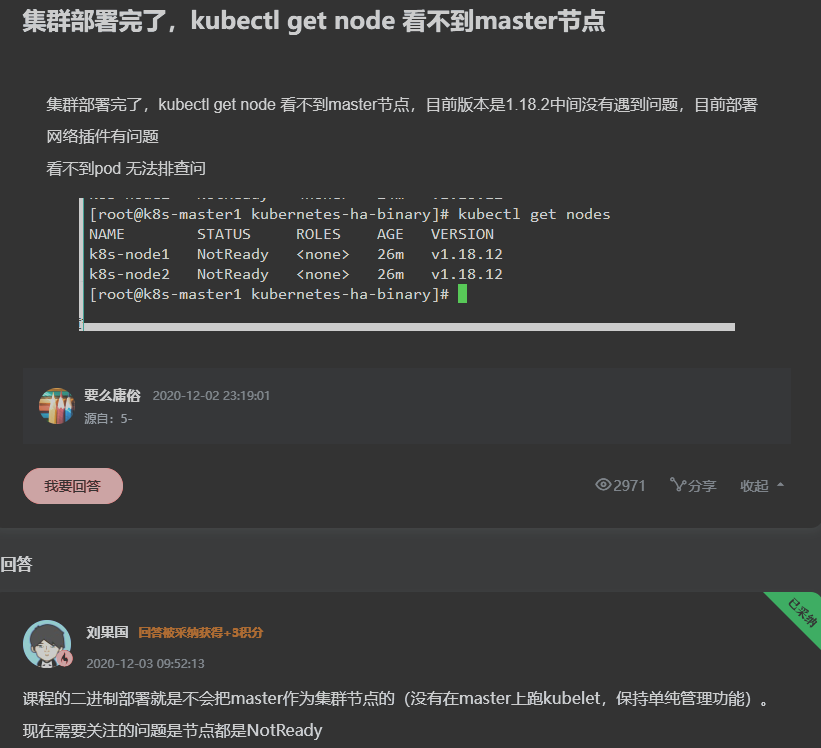 集群部署完了，kubectl get node 看不到master节点
集群部署完了，kubectl get node 看不到master节点，目前版本是1.18.2中间没有遇到问题，目前部署
网络插件有问题
看不到pod 无法排查问
[root@k8s-master1 kubernetes-ha-binary]# kubectl get nodes
NAME STATUS ROLES AGE VERSION
k8s-node1 NotReady <none> 26m v1.18.12
k8s-node2 NotReady <none> 26m v1.18.12
[root@k8s-master1 kubernetes-ha-binary]#
要么庸俗 2020-12-02 23:19:01
源自：5-
我要回答 2971 分享 收起
回答
已采纳
刘果国 回答被采纳获得+3积分
2020-12-03 09:52:13
课程的二进制部署就是不会把master作为集群节点的（没有在master上跑kubelet，保持单纯管理功能）。
现在需要关注的问题是节点都是NotReady